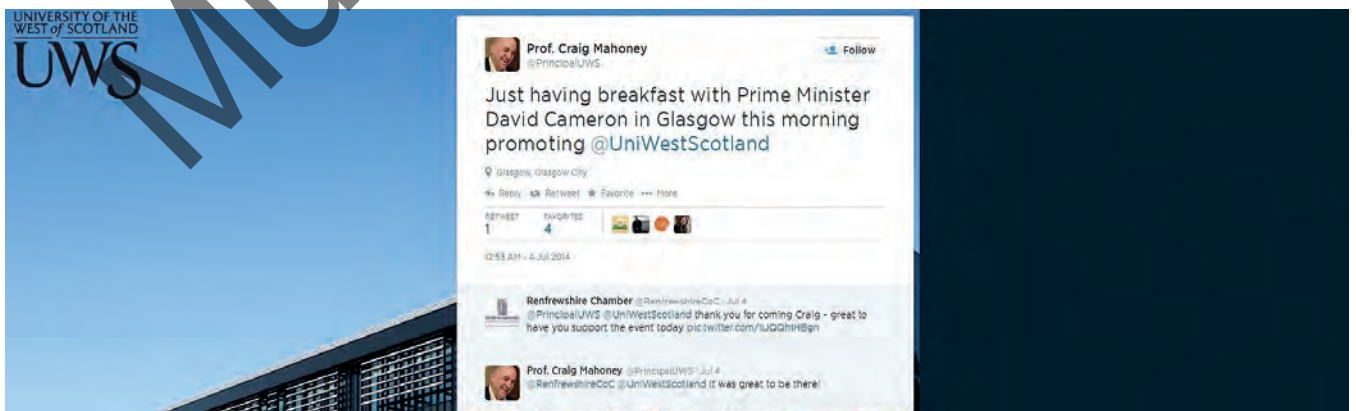 UNIVERSITY OF THE
WEST of SCOTLAND
UWS
Prof. Craig Mahoney
@PrincipalUWS
Follow
Just having breakfast with Prime Minister
David Cameron in Glasgow this morning
promoting @UniWestScotland
Glasgow, Glasgow City
Reply Retweet Favorite More
RETWEET FAVORITES
1 4
12:53 AM - 4 Jul 2014
Renfrewshire Chamber @RenfrewshireCoC · Jul 4
@PrincipalUWS @UniWestScotland thank you for coming Craig - great to
have you support the event today
Prof. Craig Mahoney @PrincipalUWS · Jul 4
@RenfrewshireCoC @UniWestScotland It was great to be there!